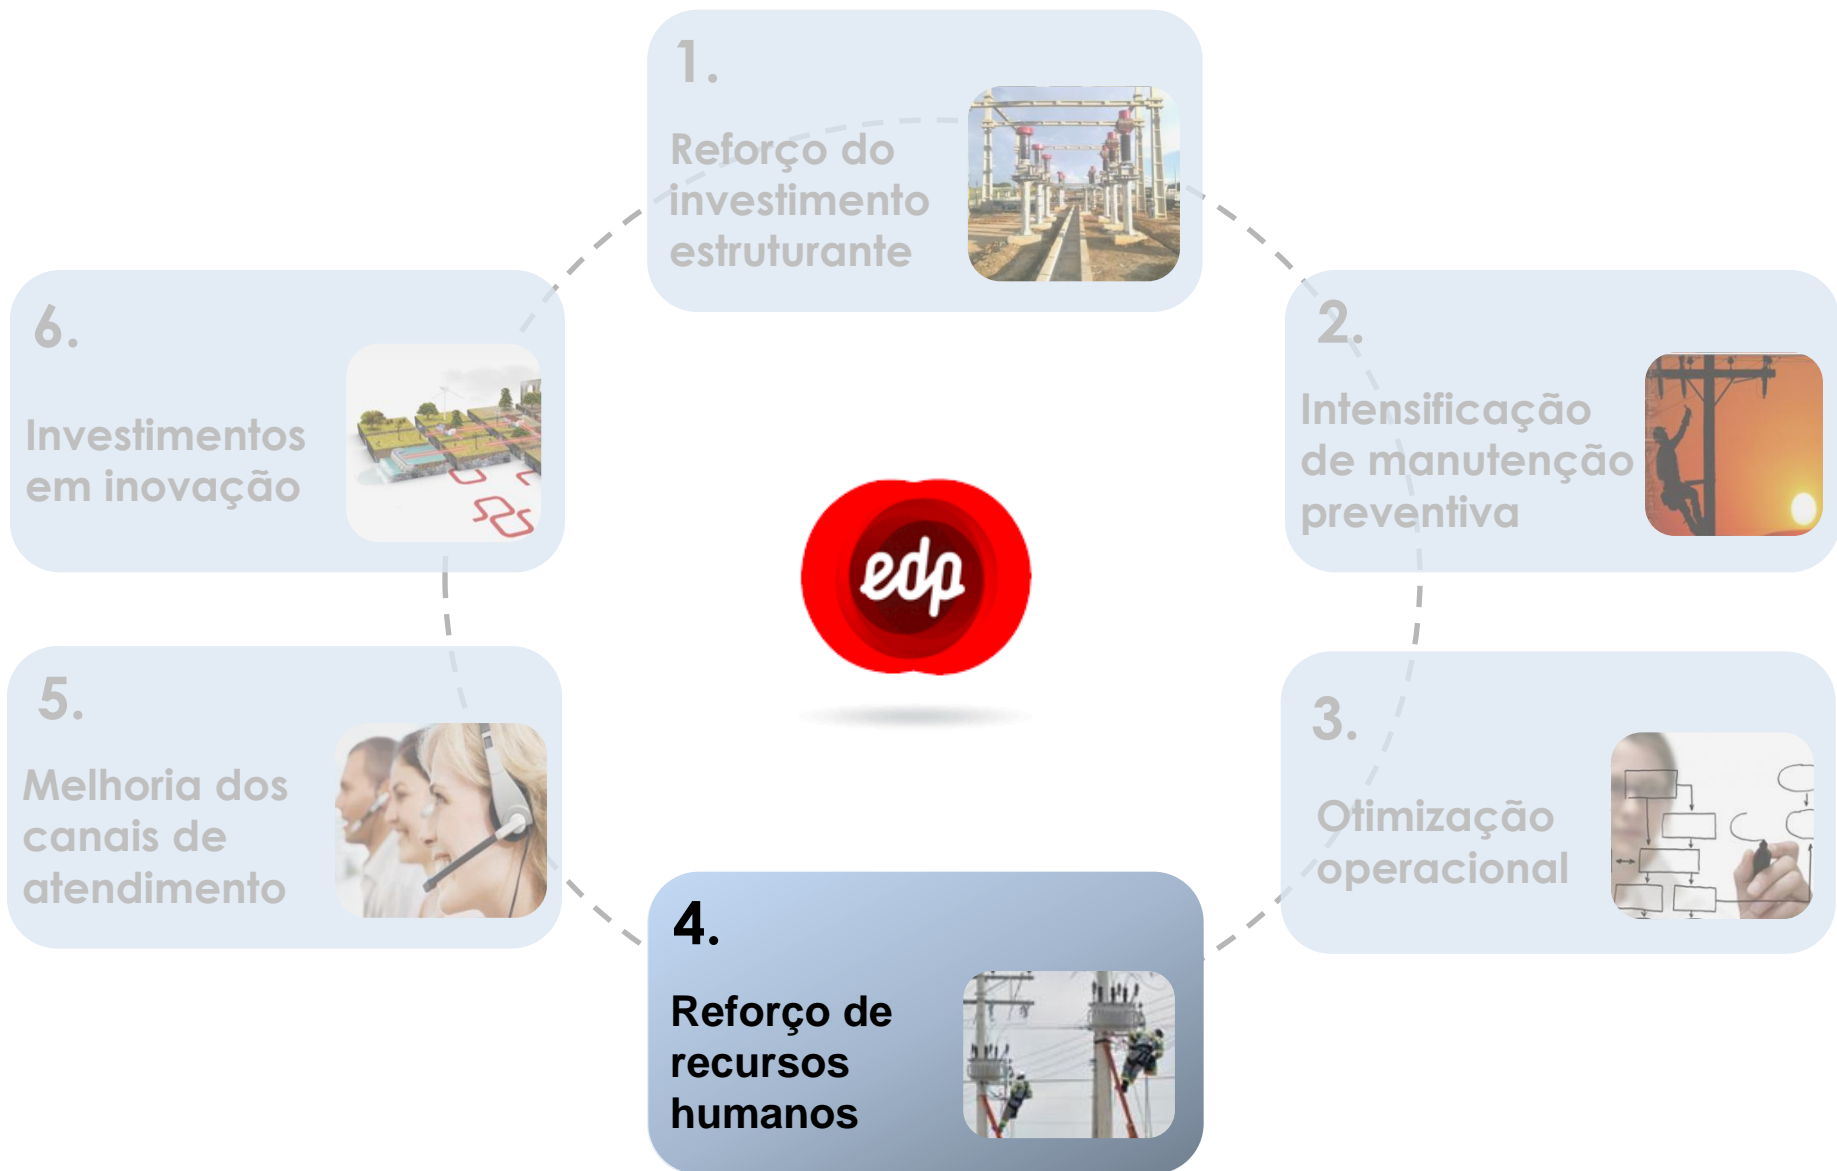 1.
Reforço do
investimento
estruturante
2.
Intensificação
de manutenção
preventiva
3.
Otimização
operacional
4.
Reforço de
recursos
humanos
5.
Melhoria dos
canais de
atendimento
6.
Investimentos
em inovação
edp